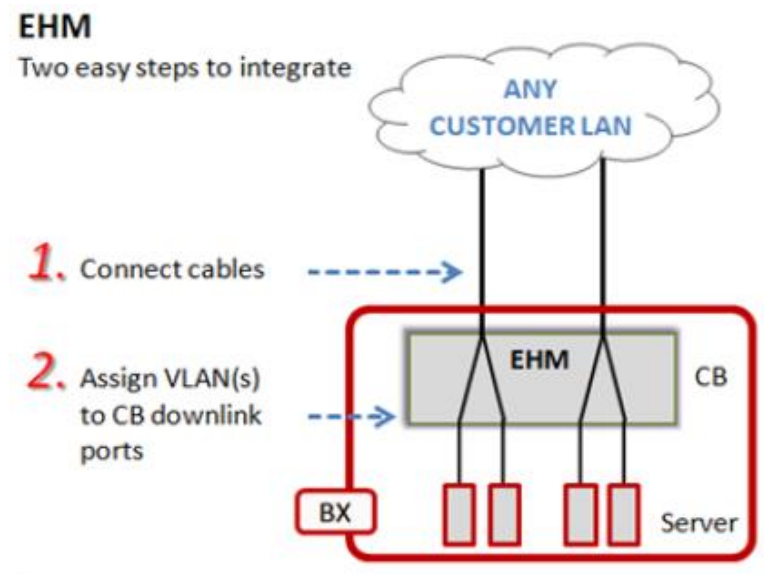 EHM
Two easy steps to integrate
ANY
CUSTOMER LAN
1. Connect cables
EHM
CB
2. Assign VLAN(s)
to CB downlink
ports
BX
Server